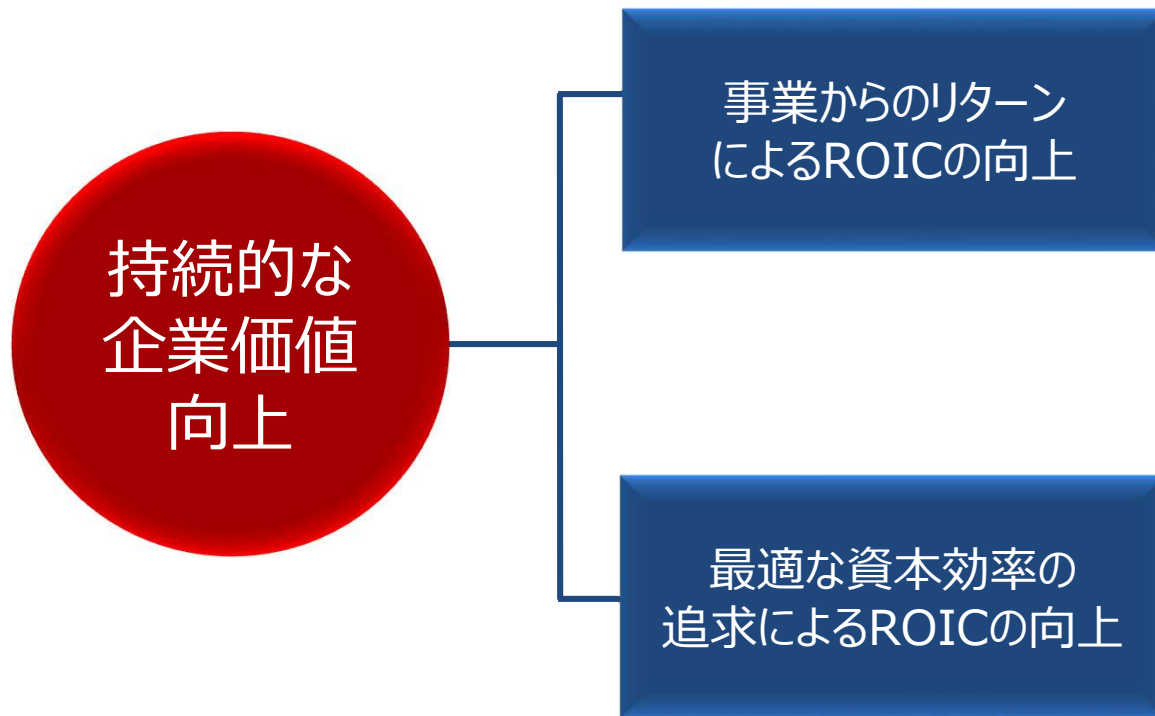 持続的な
企業価値
向上
事業からのリターン
によるROICの向上
最適な資本効率の
追求によるROICの向上